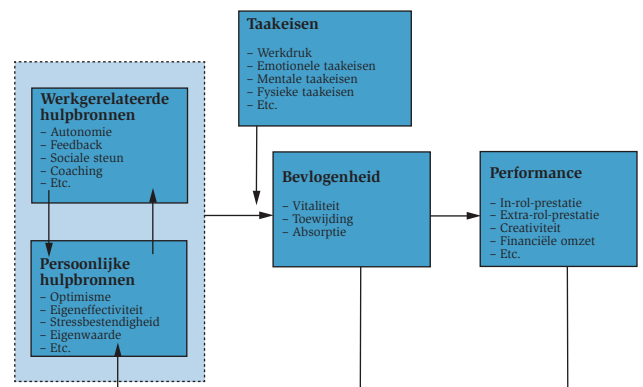 Taakeisen
– Werkdruk
– Emotionele taakeisen
– Mentale taakeisen
– Fysieke taakeisen
– Etc.
Werkgerelateerde
hulpbronnen
– Autonomie
– Feedback
– Sociale steun
– Coaching
– Etc.
Persoonlijke
hulpbronnen
– Optimisme
– Eigeneffectiviteit
– Stressbestendigheid
– Eigenwaarde
– Etc.
Bevlogenheid
– Vitaliteit
– Toewijding
– Absorptie
Performance
– In-rol-prestatie
– Extra-rol-prestatie
– Creativiteit
– Financiële omzet
– Etc.